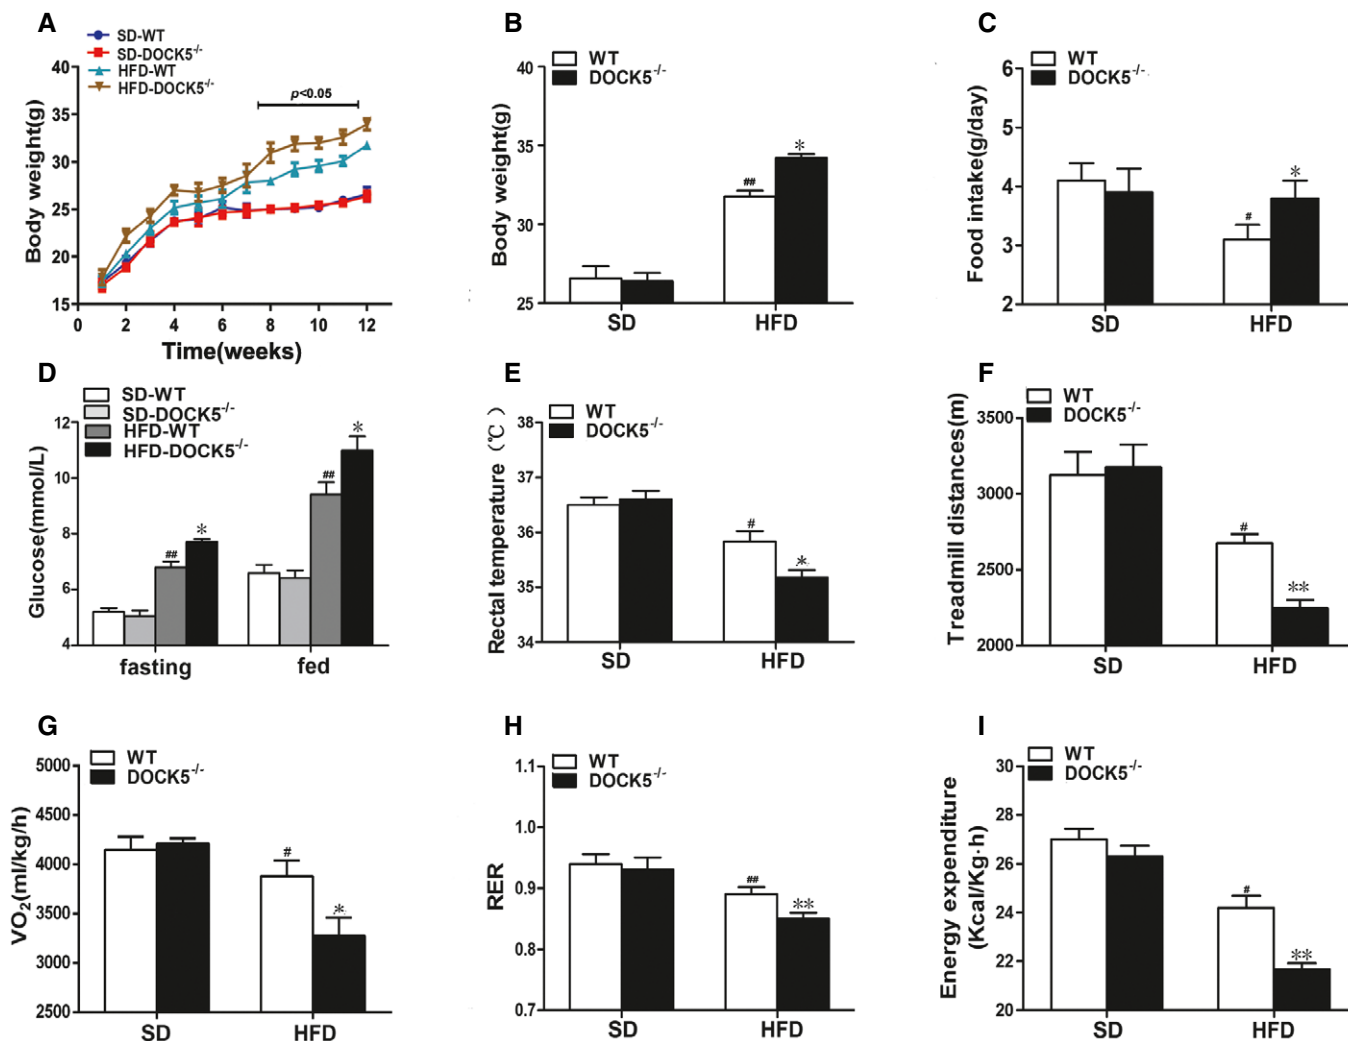 A
SD-WT
SD-DOCK5-/-
HFD-WT
HFD-DOCK5-/-
p<0.05
Body weight(g)
40
35
30
25
20
15
0 2 4 6 8 10 12
Time(weeks)
B
WT
DOCK5-/-
Body weight(g)
40
35
30
25
##
*
SD HFD
C
WT
DOCK5-/-
Food intake(g/day)
6
5
4
3
2
#
*
SD HFD
D
SD-WT
SD-DOCK5-/-
HFD-WT
HFD-DOCK5-/-
Glucose(mmol/L)
12
10
8
6
4
##
*
##
*
fasting fed
E
WT
DOCK5-/-
Rectal temperature (℃)
38
37
36
35
34
#
*
SD HFD
F
WT
DOCK5-/-
Treadmill distances(m)
3500
3000
2500
2000
#
**
SD HFD
G
WT
DOCK5-/-
VO2(ml/kg/h)
5000
4500
4000
3500
3000
2500
#
*
SD HFD
H
WT
DOCK5-/-
RER
1.1
1.0
0.9
0.8
0.7
##
**
SD HFD
I
WT
DOCK5-/-
Energy expenditure
(Kcal/Kg·h)
30
28
26
24
22
20
#
**
SD HFD